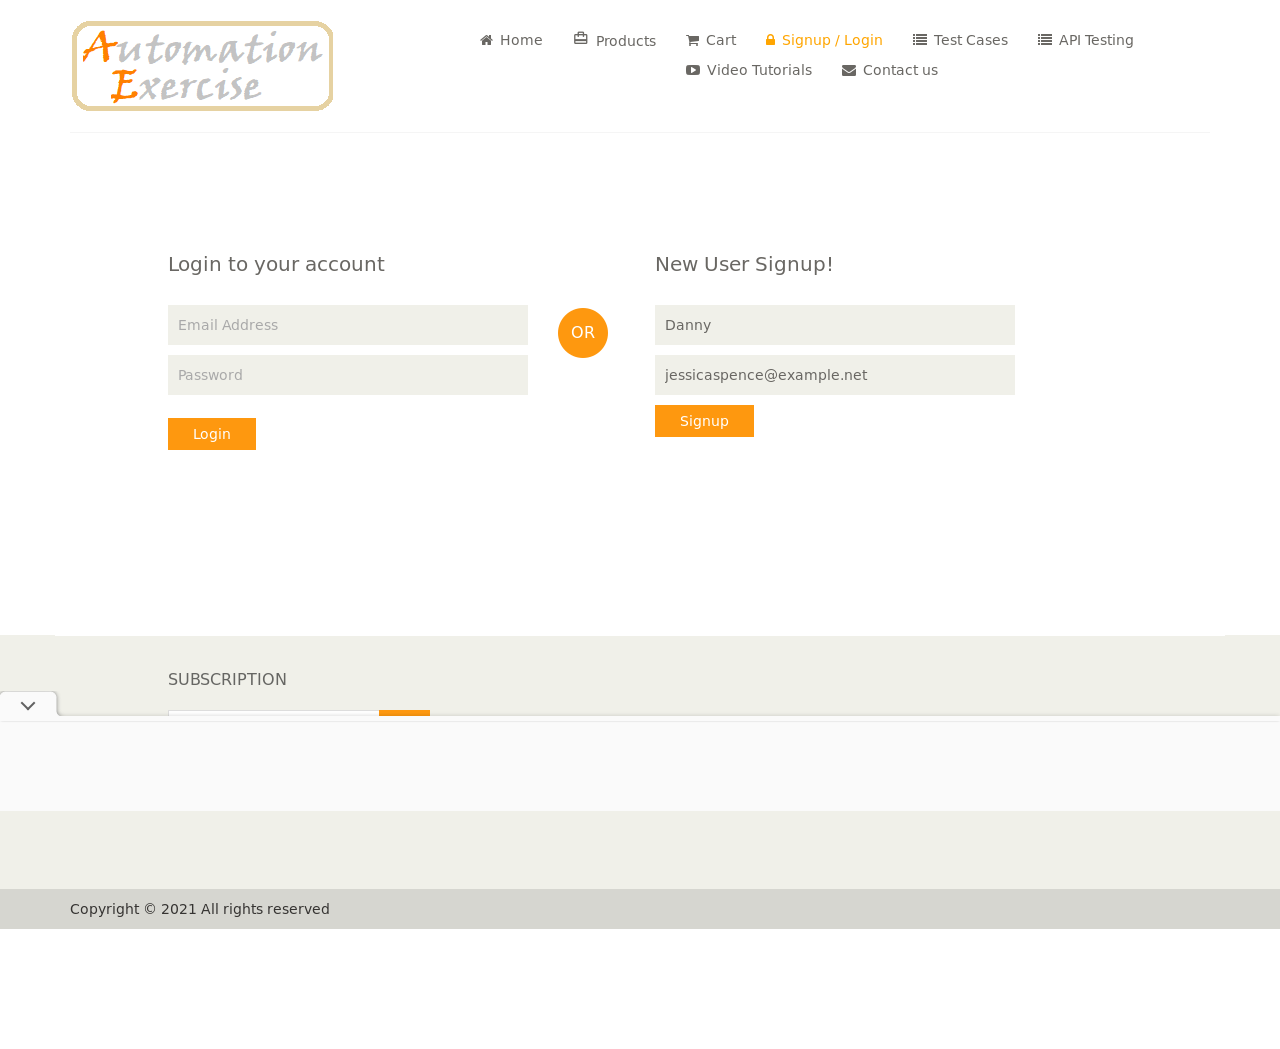 Automation
Exercise
Home
Products
Cart
Signup / Login
Test Cases
API Testing
Video Tutorials
Contact us
Login to your account
Email Address
Password
Login
OR
New User Signup!
Danny
jessicaspence@example.net
Signup
SUBSCRIPTION
Copyright © 2021 All rights reserved